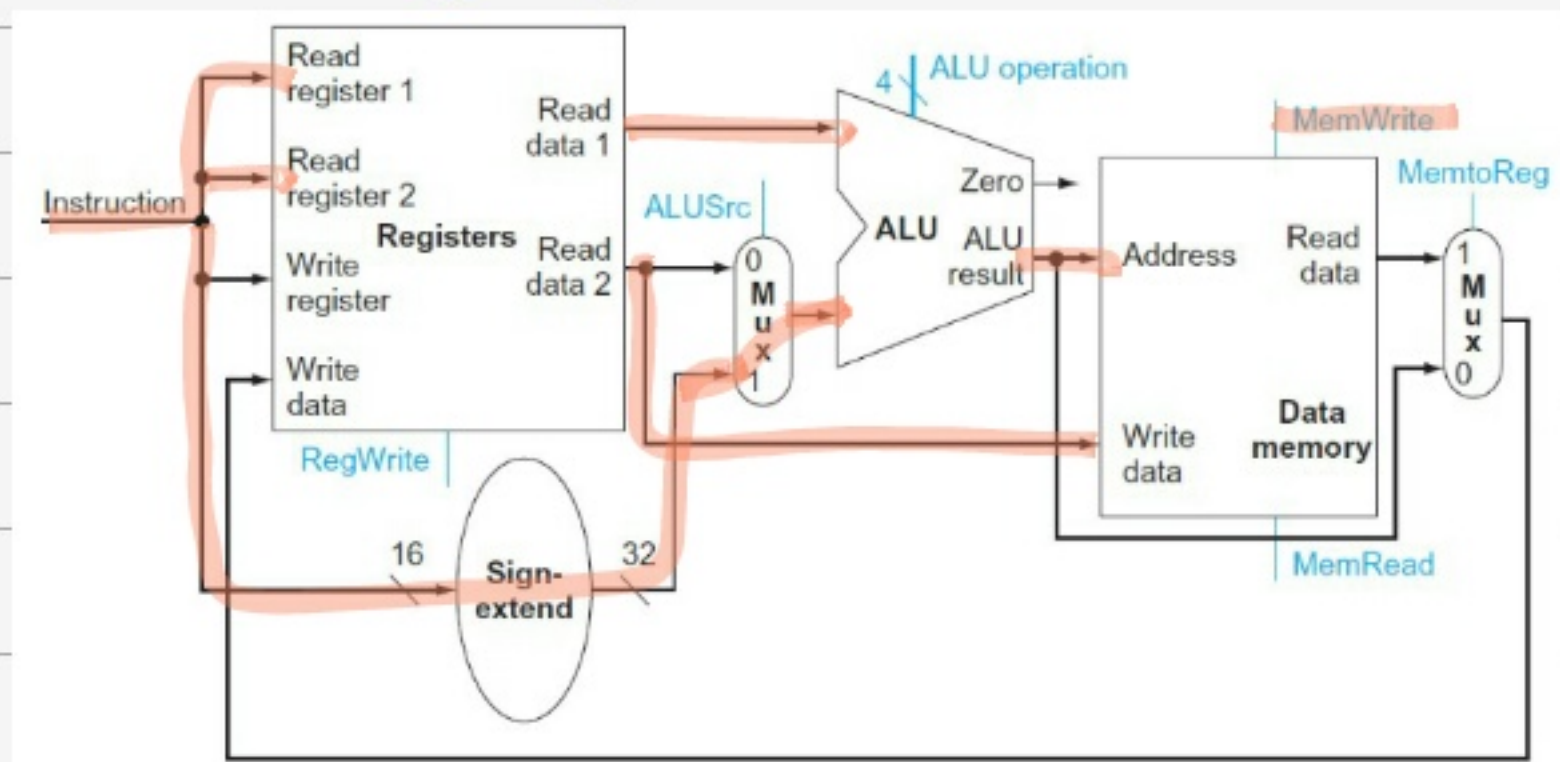 Instruction
Read
register 1
Read
register 2
Registers
Write
register
Write
data
Read
data 1
Read
data 2
RegWrite
16
Sign-
extend
32
ALUSrc
0
M
u
x
1
4
ALU operation
ALU
Zero
ALU
result
MemWrite
Address
Read
data
Write
data
Data
memory
MemRead
MemtoReg
1
M
u
x
0